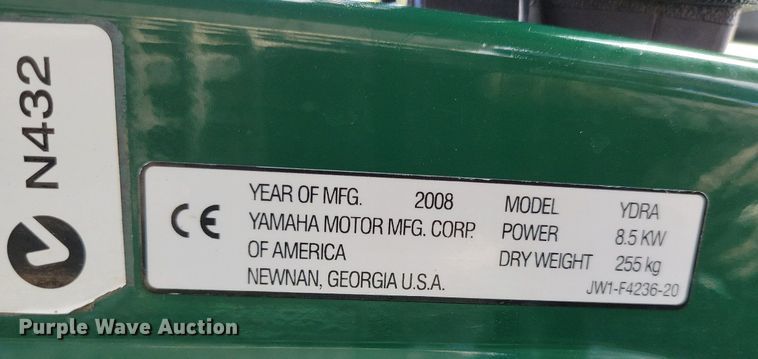 N432
CE
YEAR OF MFG. 2008
YAMAHA MOTOR MFG. CORP.
OF AMERICA
NEWNAN, GEORGIA U.S.A.
MODEL YDRA
POWER 8.5 KW
DRY WEIGHT 255 kg
JW1-F4236-20
Purple Wave Auction